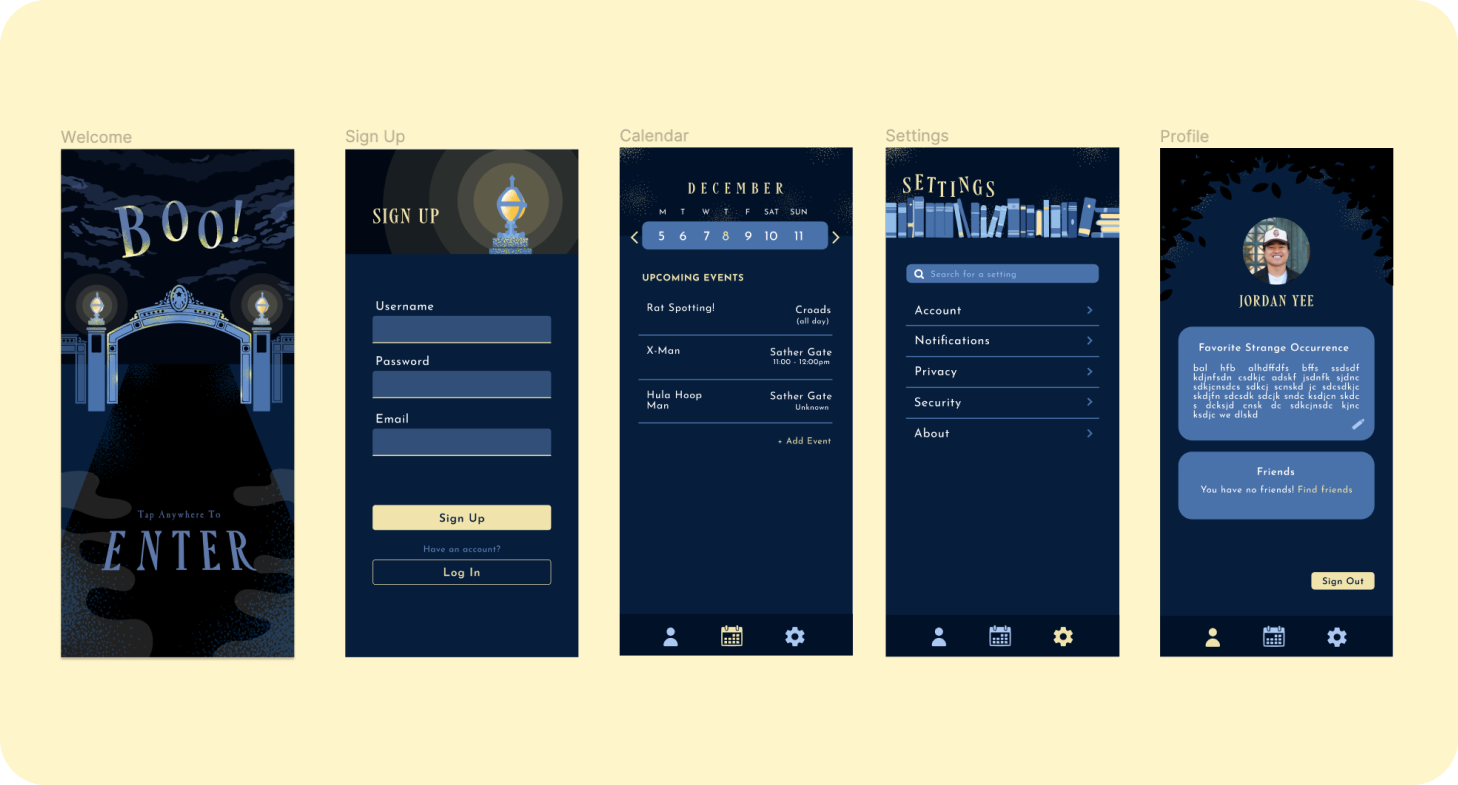 Welcome
BOO!
Tap Anywhere To
ENTER
Sign Up
SIGN UP
Username
Password
Email
Sign Up
Have an account?
Log In
Calendar
DECEMBER
M T W T F SAT SUN
5 6 7 8 9 10 11
UPCOMING EVENTS
Rat Spotting! Croads
(all day)
X-Man Sather Gate
11:00 - 12:00pm
Hula Hoop Sather Gate
Man Unknown
+ Add Event
Settings
SETTINGS
Search for a setting
Account
Notifications
Privacy
Security
About
Profile
JORDAN YEE
Favorite Strange Occurrence
bal hfb alhdffdfs bffs ssdsdf
kdjnfsdn csdkjc adskf jsdnfk sjdnc
sdkjcnsdcs sdkcj scnskd jc sdcsdkjc
skdjfn sdcsdk sdcjk sndc ksdjcn skdc
s dcksjd cnsk dc sdkcjnsdc kjnc
ksdjc we dlskd
Friends
You have no friends! Find friends
Sign Out